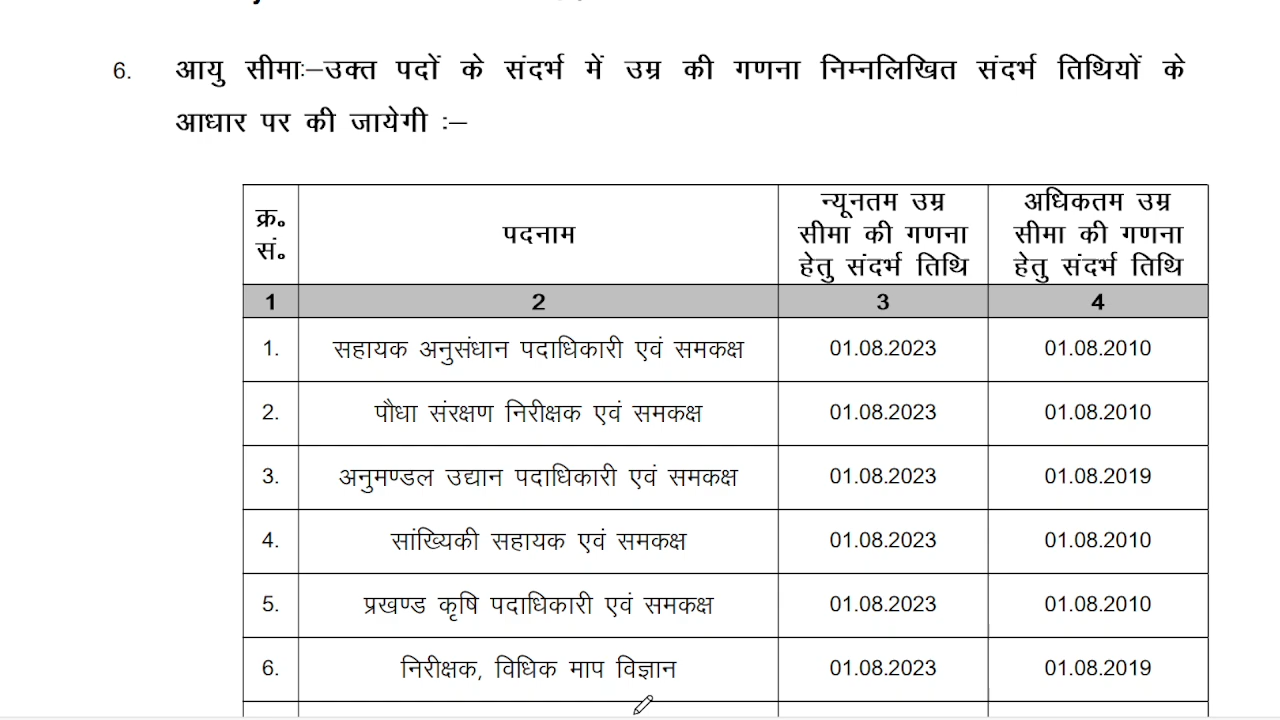 6. आयु सीमाः–उक्त पदों के संदर्भ में उम्र की गणना निम्नलिखित संदर्भ तिथियों के
आधार पर की जायेगी :–
क्र॰ सं॰ पदनाम न्यूनतम उम्र सीमा की गणना हेतु संदर्भ तिथि अधिकतम उम्र सीमा की गणना हेतु संदर्भ तिथि
1 2 3 4
1. सहायक अनुसंधान पदाधिकारी एवं समकक्ष 01.08.2023 01.08.2010
2. पौधा संरक्षण निरीक्षक एवं समकक्ष 01.08.2023 01.08.2010
3. अनुमण्डल उद्यान पदाधिकारी एवं समकक्ष 01.08.2023 01.08.2019
4. सांख्यिकी सहायक एवं समकक्ष 01.08.2023 01.08.2010
5. प्रखण्ड कृषि पदाधिकारी एवं समकक्ष 01.08.2023 01.08.2010
6. निरीक्षक, विधिक माप विज्ञान 01.08.2023 01.08.2019